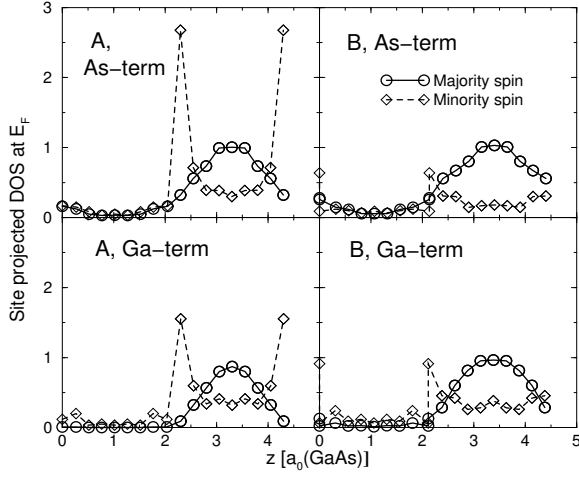 Site projected DOS at E_F
3
2
1
0
2
1
0
A,
As−term
B, As−term
Majority spin
Minority spin
A, Ga−term
B, Ga−term
0 1 2 3 4 0 1 2 3 4 5
z [a_0(GaAs)]